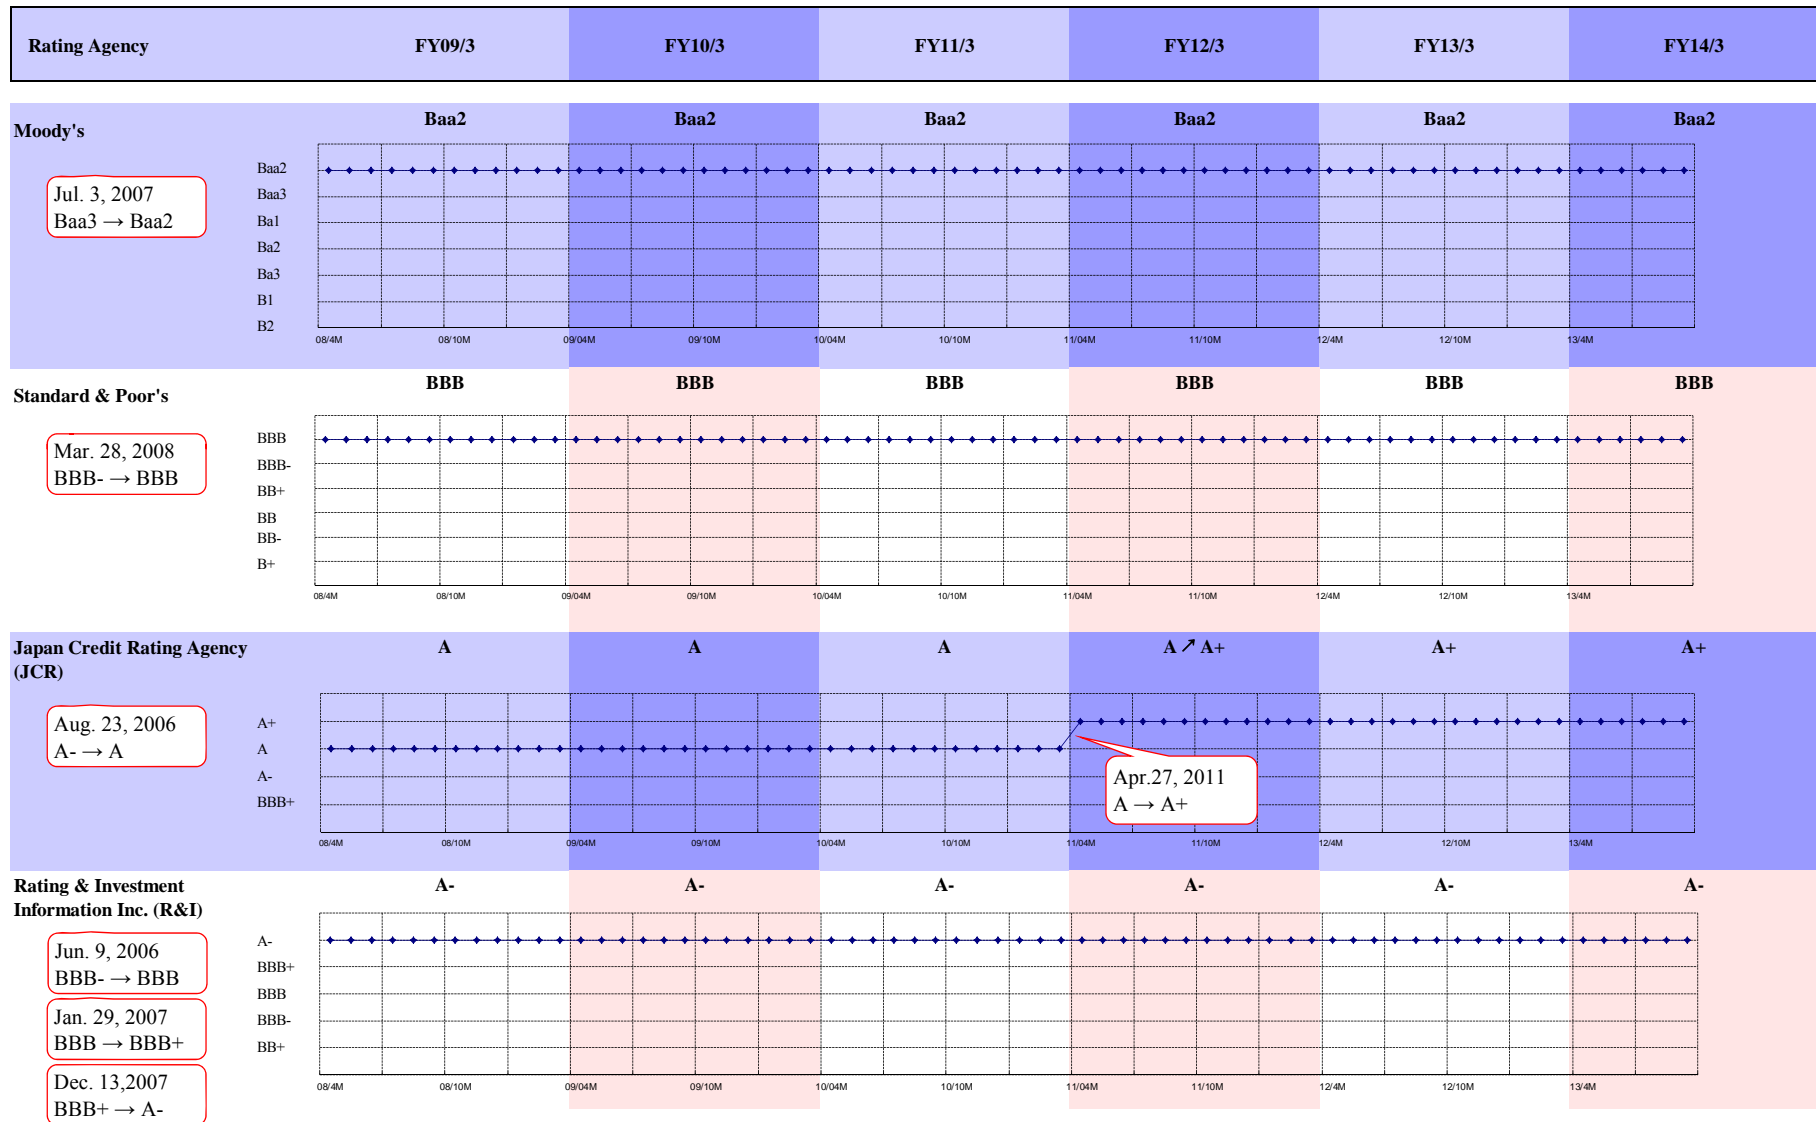 Rating Agency FY09/3 FY10/3 FY11/3 FY12/3 FY13/3 FY14/3
Moody's
Baa2 Baa2 Baa2 Baa2 Baa2 Baa2
Jul. 3, 2007
Baa3 → Baa2
Baa2
Baa3
Ba1
Ba2
Ba3
B1
B2
08/4M 08/10M 09/04M 09/10M 10/04M 10/10M 11/04M 11/10M 12/4M 12/10M 13/4M
Standard & Poor's
BBB BBB BBB BBB BBB BBB
Mar. 28, 2008
BBB- → BBB
BBB
BBB-
BB+
BB
BB-
B+
08/4M 08/10M 09/04M 09/10M 10/04M 10/10M 11/04M 11/10M 12/4M 12/10M 13/4M
Japan Credit Rating Agency
(JCR)
A A A A ↗ A+ A+ A+
Aug. 23, 2006
A- → A
A+
A
A-
BBB+
Apr.27, 2011
A → A+
08/4M 08/10M 09/04M 09/10M 10/04M 10/10M 11/04M 11/10M 12/4M 12/10M 13/4M
Rating & Investment
Information Inc. (R&I)
A- A- A- A- A- A-
Jun. 9, 2006
BBB- → BBB
Jan. 29, 2007
BBB → BBB+
Dec. 13,2007
BBB+ → A-
A-
BBB+
BBB
BBB-
BB+
08/4M 08/10M 09/04M 09/10M 10/04M 10/10M 11/04M 11/10M 12/4M 12/10M 13/4M